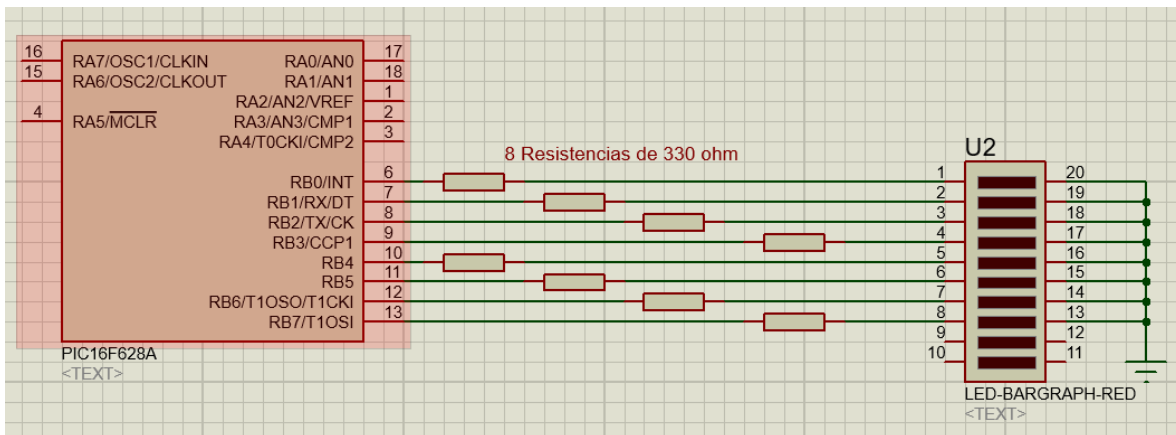 16 RA7/OSC1/CLKIN RA0/AN0 17
15 RA6/OSC2/CLKOUT RA1/AN1 18
RA2/AN2/VREF 1
4 RA5/MCLR RA3/AN3/CMP1 2
RA4/T0CKI/CMP2 3
8 Resistencias de 330 ohm
U2
RB0/INT 6 1 20
RB1/RX/DT 7 2 19
RB2/TX/CK 8 3 18
RB3/CCP1 9 4 17
RB4 10 5 16
RB5 11 6 15
RB6/T1OSO/T1CKI 12 7 14
RB7/T1OSI 13 8 13
9 12
10 11
PIC16F628A
<TEXT>
LED-BARGRAPH-RED
<TEXT>